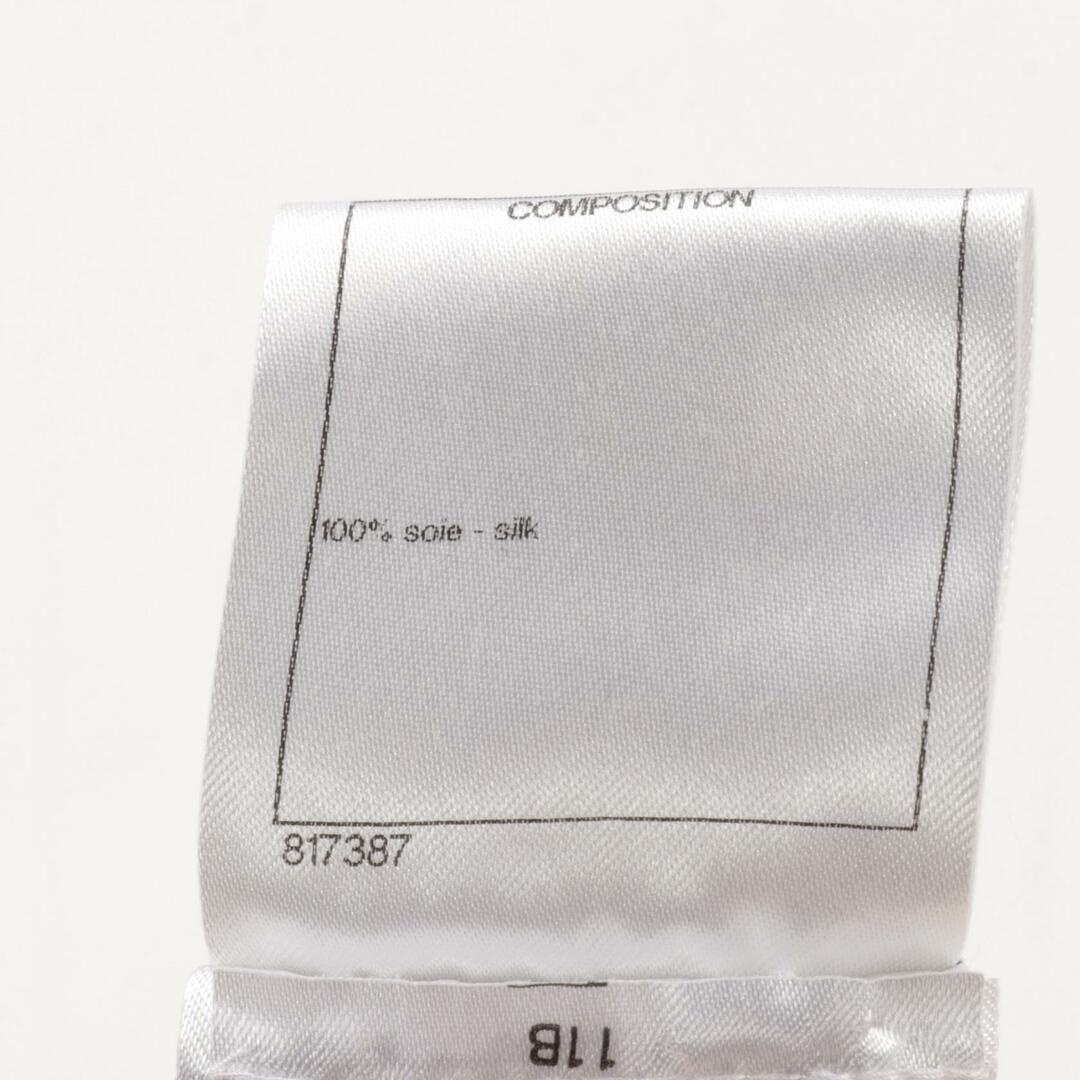 COMPOSITION
100% soie - silk
817387
11B